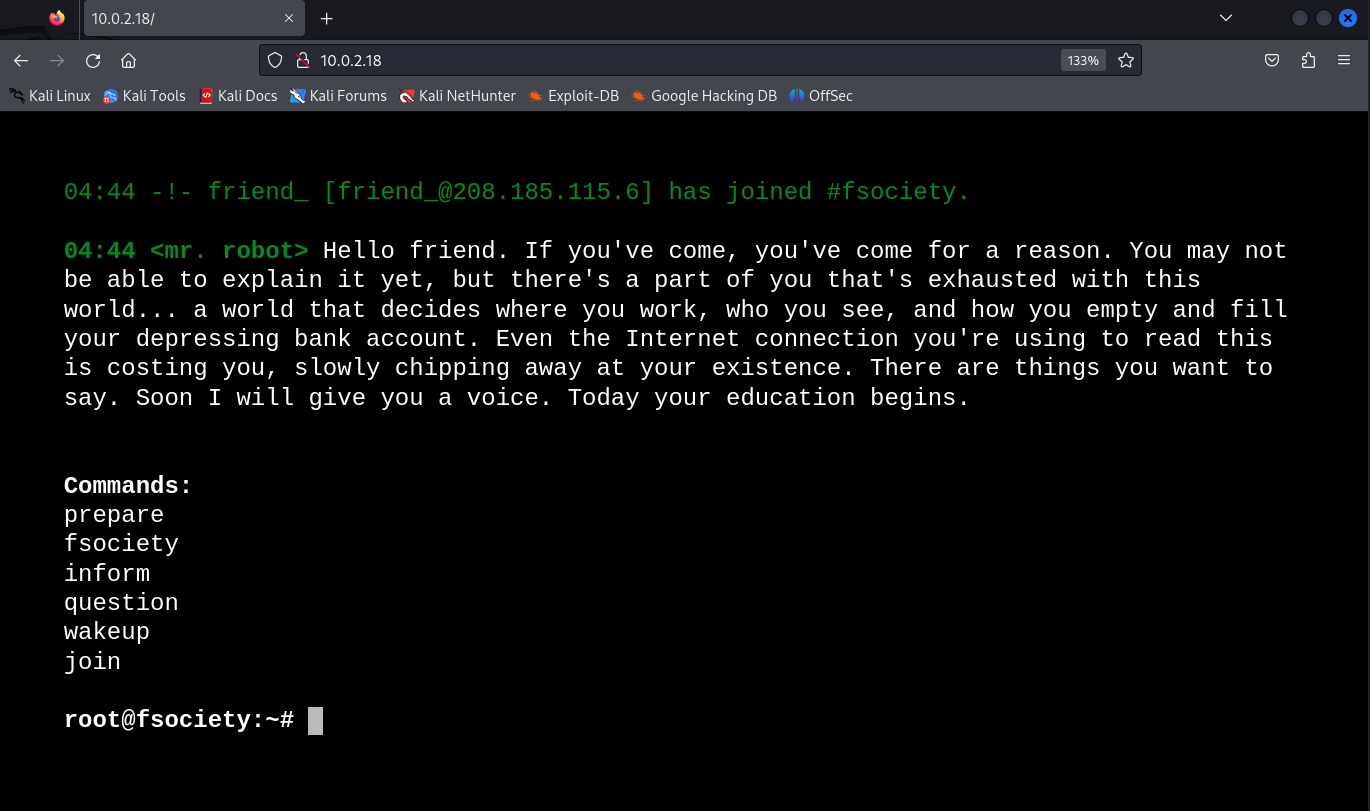 10.0.2.18/
10.0.2.18
133%
Kali Linux Kali Tools Kali Docs Kali Forums Kali NetHunter Exploit-DB Google Hacking DB OffSec
04:44 -!- friend_ [friend_@208.185.115.6] has joined #fsociety.
04:44 <mr. robot> Hello friend. If you've come, you've come for a reason. You may not
be able to explain it yet, but there's a part of you that's exhausted with this
world... a world that decides where you work, who you see, and how you empty and fill
your depressing bank account. Even the Internet connection you're using to read this
is costing you, slowly chipping away at your existence. There are things you want to
say. Soon I will give you a voice. Today your education begins.
Commands:
prepare
fsociety
inform
question
wakeup
join
root@fsociety:~#